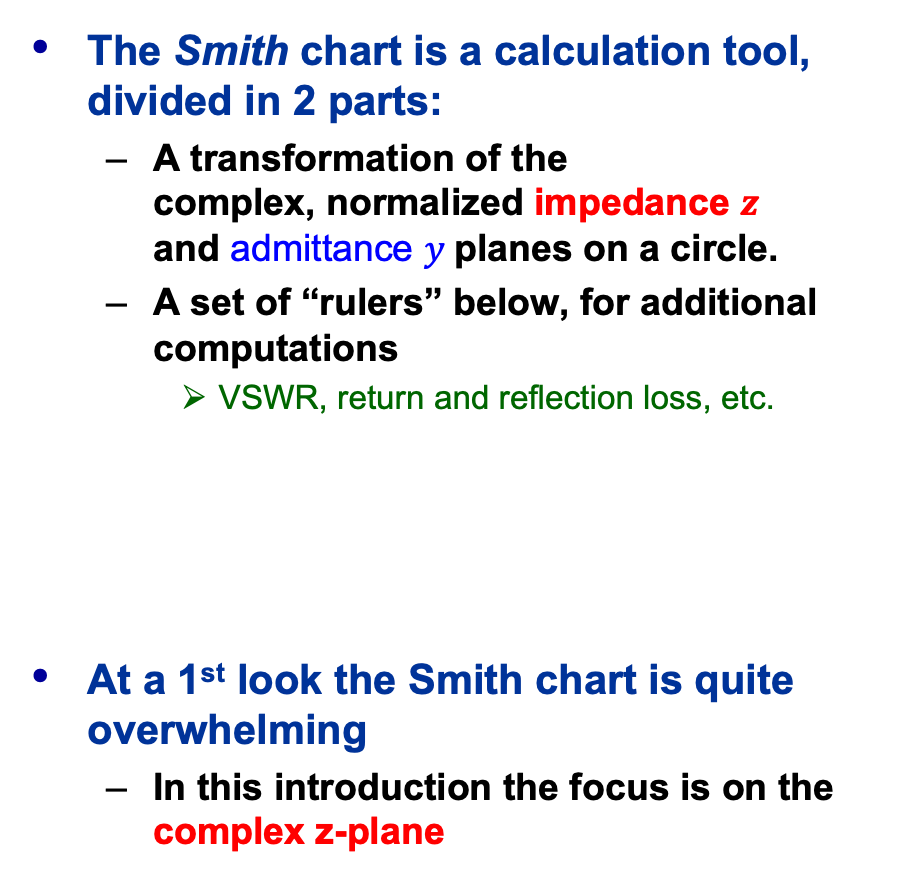 • The Smith chart is a calculation tool,
divided in 2 parts:
– A transformation of the
complex, normalized impedance z
and admittance y planes on a circle.
– A set of “rulers” below, for additional
computations
➢ VSWR, return and reflection loss, etc.
• At a 1st look the Smith chart is quite
overwhelming
– In this introduction the focus is on the
complex z-plane